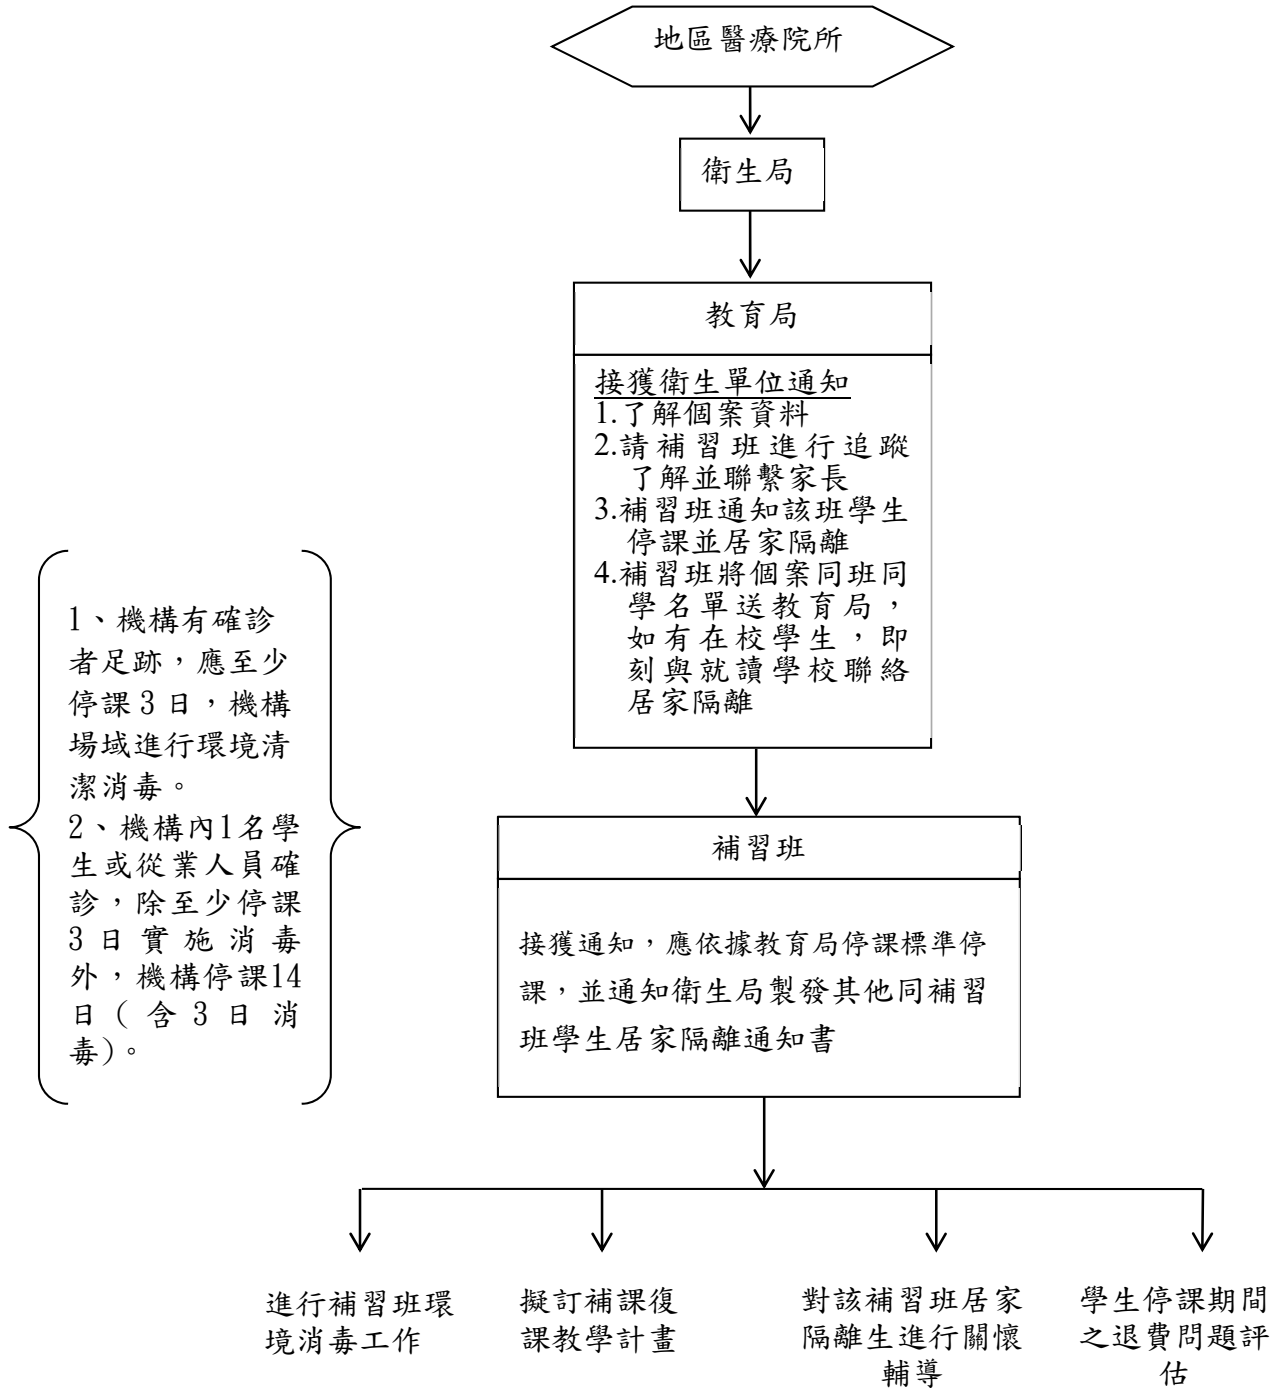 地區醫療院所
衛生局
教育局
接獲衛生單位通知
1.了解個案資料
2.請補習班進行追蹤
了解並聯繫家長
3.補習班通知該班學生
停課並居家隔離
4.補習班將個案同班同
學名單送教育局，
如有在校學生，即
刻與就讀學校聯絡
居家隔離
1、機構有確診
者足跡，應至少
停課3日，機構
場域進行環境清
潔消毒。
2、機構內1名學
生或從業人員確
診，除至少停課
3日實施消毒
外，機構停課14
日(含3日消
毒)。
補習班
接獲通知，應依據教育局停課標準停
課，並通知衛生局製發其他同補習
班學生居家隔離通知書
進行補習班環
境消毒工作
擬訂補課復
課教學計畫
對該補習班居家
隔離生進行關懷
輔導
學生停課期間
之退費問題評
估